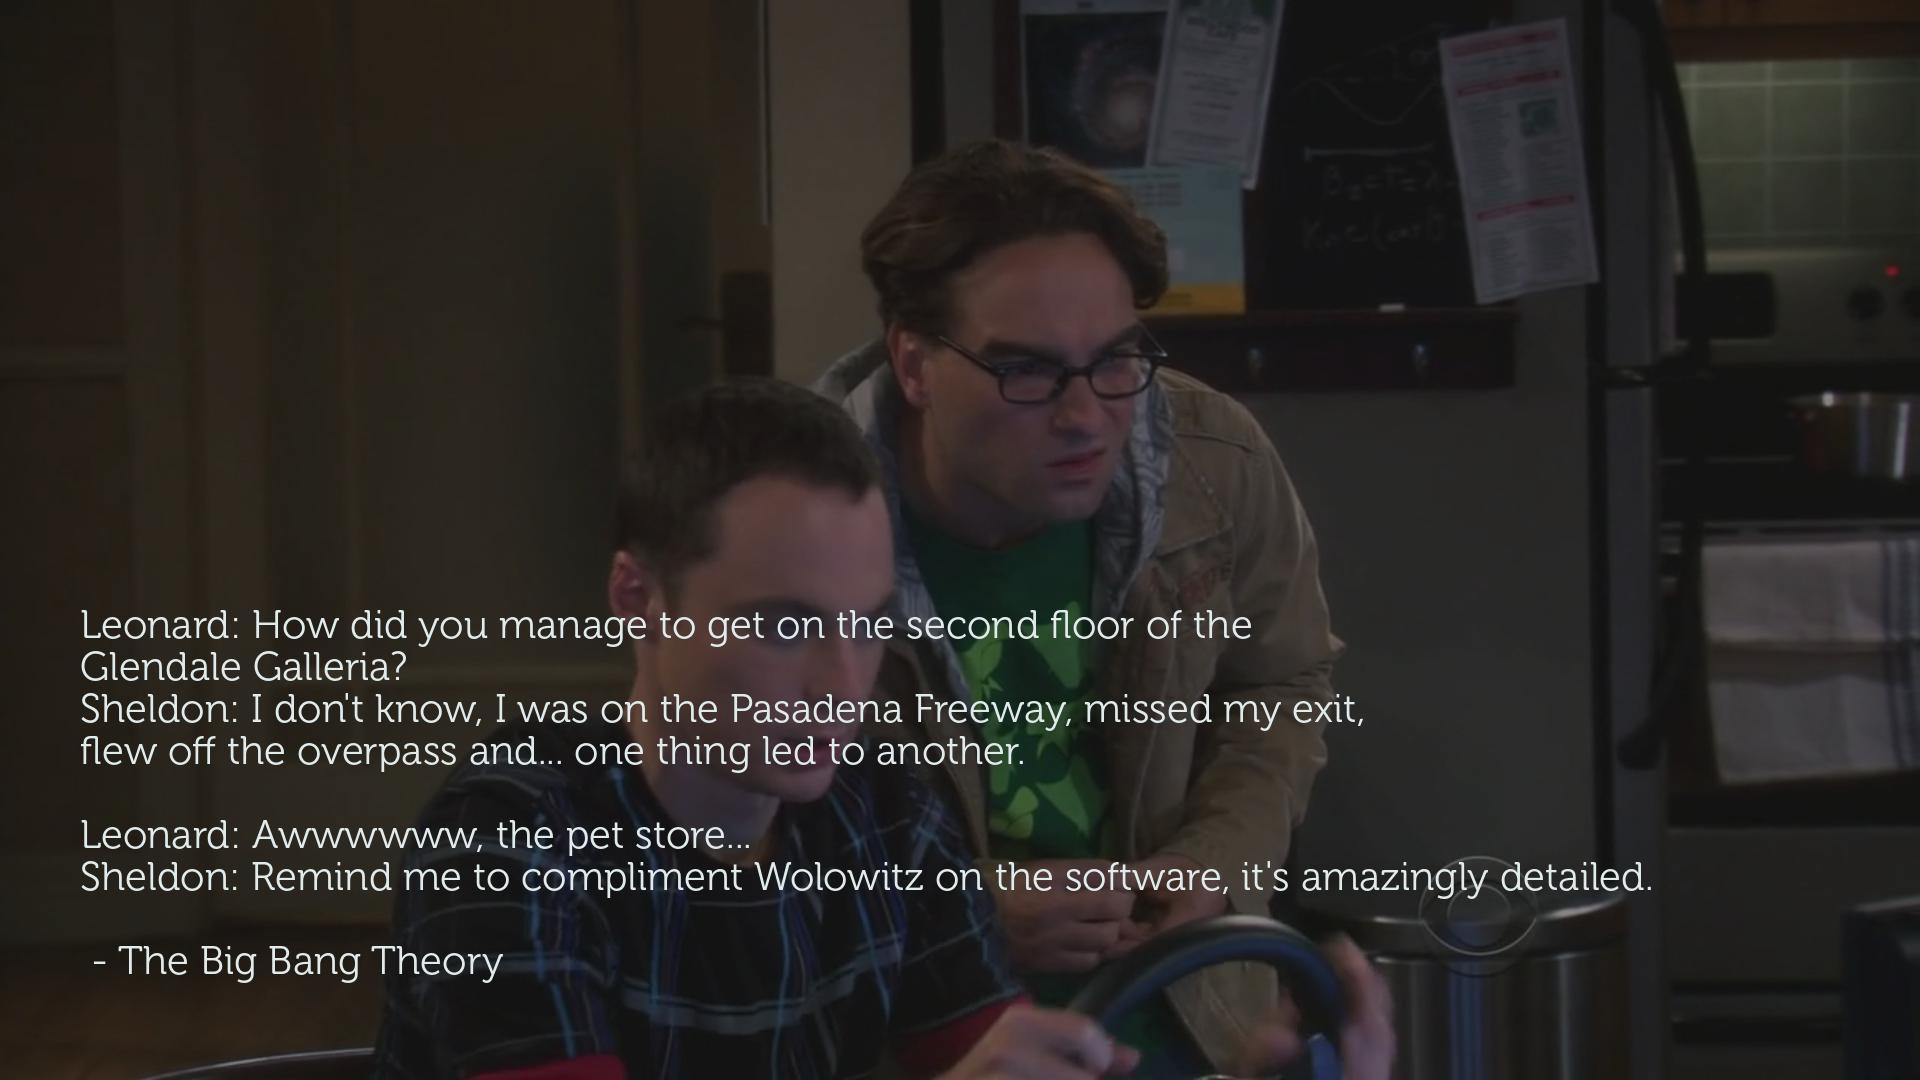 Leonard: How did you manage to get on the second floor of the
Glendale Galleria?
Sheldon: I don't know, I was on the Pasadena Freeway, missed my exit,
flew off the overpass and... one thing led to another.
Leonard: Awwwwww, the pet store...
Sheldon: Remind me to compliment Wolowitz on the software, it's amazingly detailed.
- The Big Bang Theory